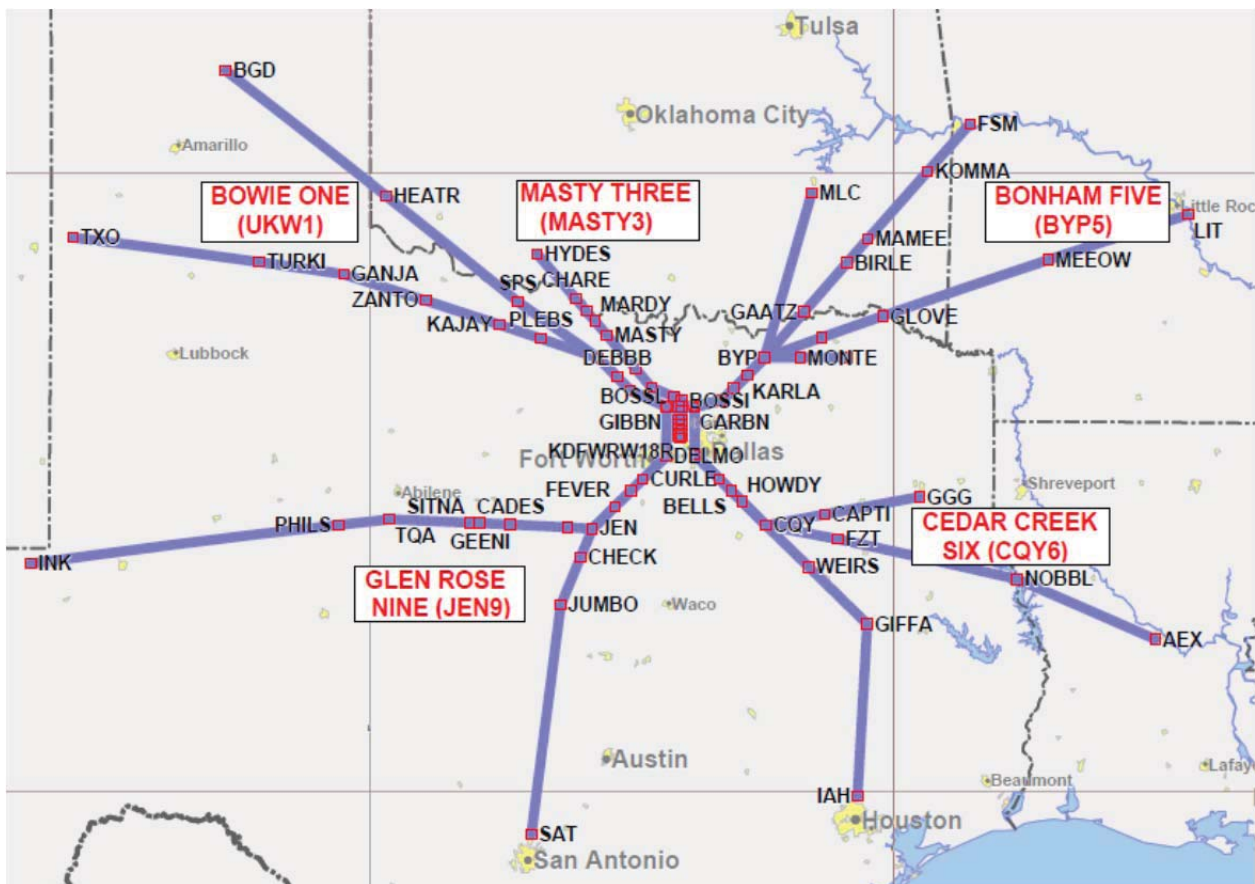 Tulsa
BGD
Oklahoma City
FSM
Amarillo
KOMMA
BOWIE ONE
(UKW1)
HEATR
MASTY THREE
(MASTY3)
MLC
BONHAM FIVE
(BYP5)
Little Roc
LIT
TXO
TURKI
HYDES
MAMEE
MEEOW
GANJA
CHARE
BIRLE
ZANTO
SPS
MARDY
GAATZ
GLOVE
KAJAY
PLEBS
MASTY
Lubbock
DEBBB
BYP
MONTE
BOSSL
BOSSI
KARLA
GIBBN
CARBN
KDFWRW18R
DELMO
Dallas
Fort Worth
CURLE
FEVER
HOWDY
BELLS
Shreveport
Abilene
SITNA
CADES
GGG
CAPTI
PHILS
TQA
GEENI
JEN
CQY
FZT
CEDAR CREEK
SIX (CQY6)
INK
CHECK
WEIRS
NOBBL
GLEN ROSE
NINE (JEN9)
JUMBO
Waco
GIFFA
AEX
Austin
Beaumont
Lafay
IAH
Houston
SAT
San Antonio